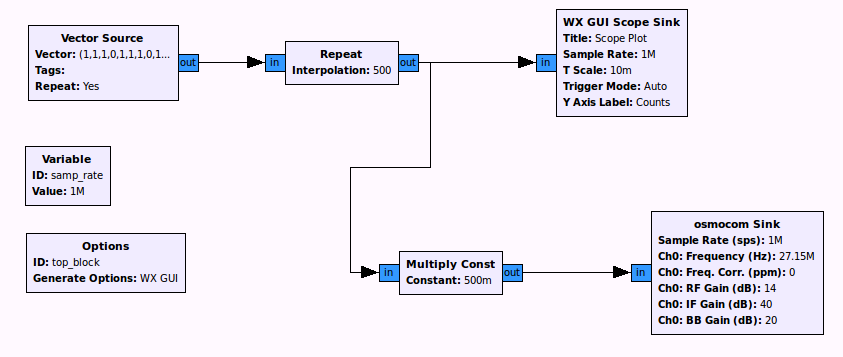 Vector Source
Vector: (1,1,1,0,1,1,1,0,1...
Tags:
Repeat: Yes
out
in
Repeat
Interpolation: 500
out
in
WX GUI Scope Sink
Title: Scope Plot
Sample Rate: 1M
T Scale: 10m
Trigger Mode: Auto
Y Axis Label: Counts
Variable
ID: samp_rate
Value: 1M
Options
ID: top_block
Generate Options: WX GUI
in
Multiply Const
Constant: 500m
out
in
osmocom Sink
Sample Rate (sps): 1M
Ch0: Frequency (Hz): 27.15M
Ch0: Freq. Corr. (ppm): 0
Ch0: RF Gain (dB): 14
Ch0: IF Gain (dB): 40
Ch0: BB Gain (dB): 20